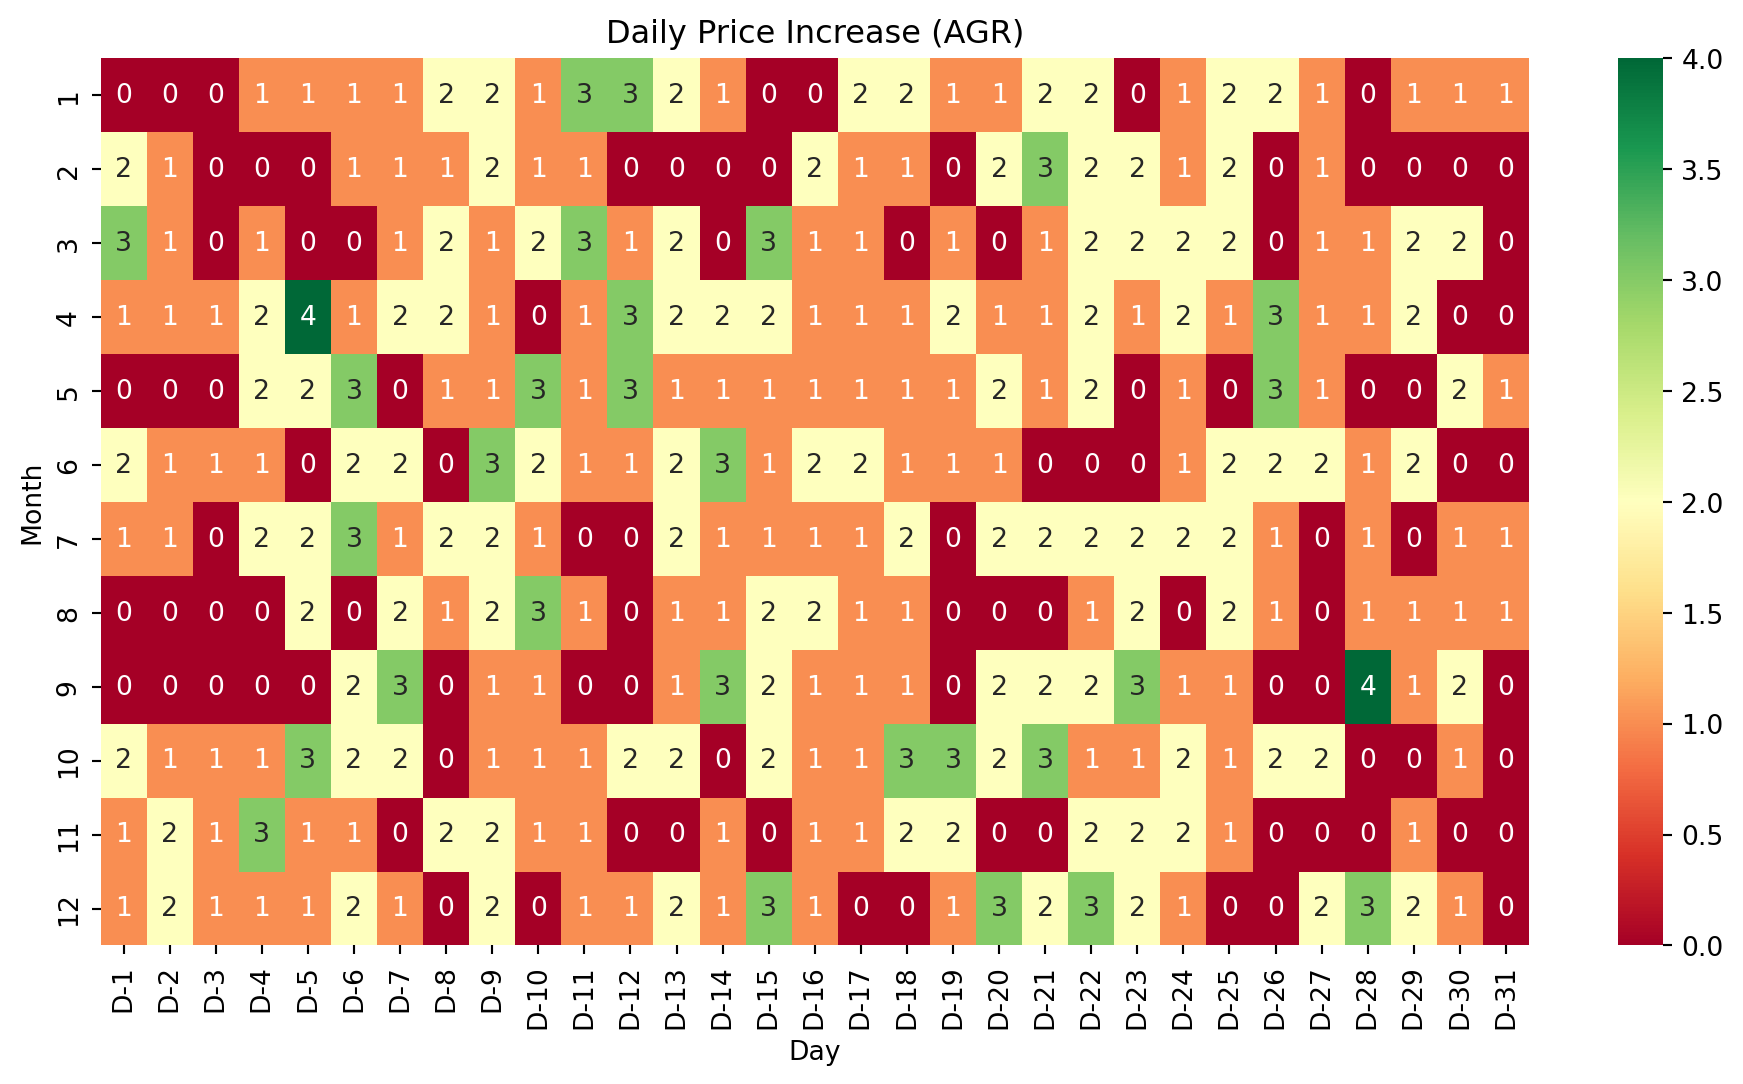 Daily Price Increase (AGR)
1 0 0 0 1 1 1 1 2 2 1 3 3 2 1 0 0 2 2 1 1 2 2 0 1 2 2 1 0 1 1 1
2 2 1 0 0 0 1 1 1 2 1 1 0 0 0 0 2 1 1 0 2 3 2 2 1 2 0 1 0 0 0 0
3 3 1 0 1 0 0 1 2 1 2 3 1 2 0 3 1 1 0 1 0 1 2 2 2 2 0 1 1 2 2 0
4 1 1 1 2 4 1 2 2 1 0 1 3 2 2 2 1 1 1 2 1 1 2 1 2 1 3 1 1 2 0 0
5 0 0 0 2 2 3 0 1 1 3 1 3 1 1 1 1 1 1 1 2 1 2 0 1 0 3 1 0 0 2 1
6 2 1 1 1 0 2 2 0 3 2 1 1 2 3 1 2 2 1 1 1 0 0 0 1 2 2 2 1 2 0 0
7 1 1 0 2 2 3 1 2 2 1 0 0 2 1 1 1 1 2 0 2 2 2 2 2 2 1 0 1 0 1 1
8 0 0 0 0 2 0 2 1 2 3 1 0 1 1 2 2 1 1 0 0 0 1 2 0 2 1 0 1 1 1 1
9 0 0 0 0 0 2 3 0 1 1 0 0 1 3 2 1 1 1 0 2 2 2 3 1 1 0 0 4 1 2 0
10 2 1 1 1 3 2 2 0 1 1 1 2 2 0 2 1 1 3 3 2 3 1 1 2 1 2 2 0 0 1 0
11 1 2 1 3 1 1 0 2 2 1 1 0 0 1 0 1 1 2 2 0 0 2 2 2 1 0 0 0 1 0 0
12 1 2 1 1 1 2 1 0 2 0 1 1 2 1 3 1 0 0 1 3 2 3 2 1 0 0 2 3 2 1 0
Month
D-1 D-2 D-3 D-4 D-5 D-6 D-7 D-8 D-9 D-10 D-11 D-12 D-13 D-14 D-15 D-16 D-17 D-18 D-19 D-20 D-21 D-22 D-23 D-24 D-25 D-26 D-27 D-28 D-29 D-30 D-31
Day
4.0
3.5
3.0
2.5
2.0
1.5
1.0
0.5
0.0